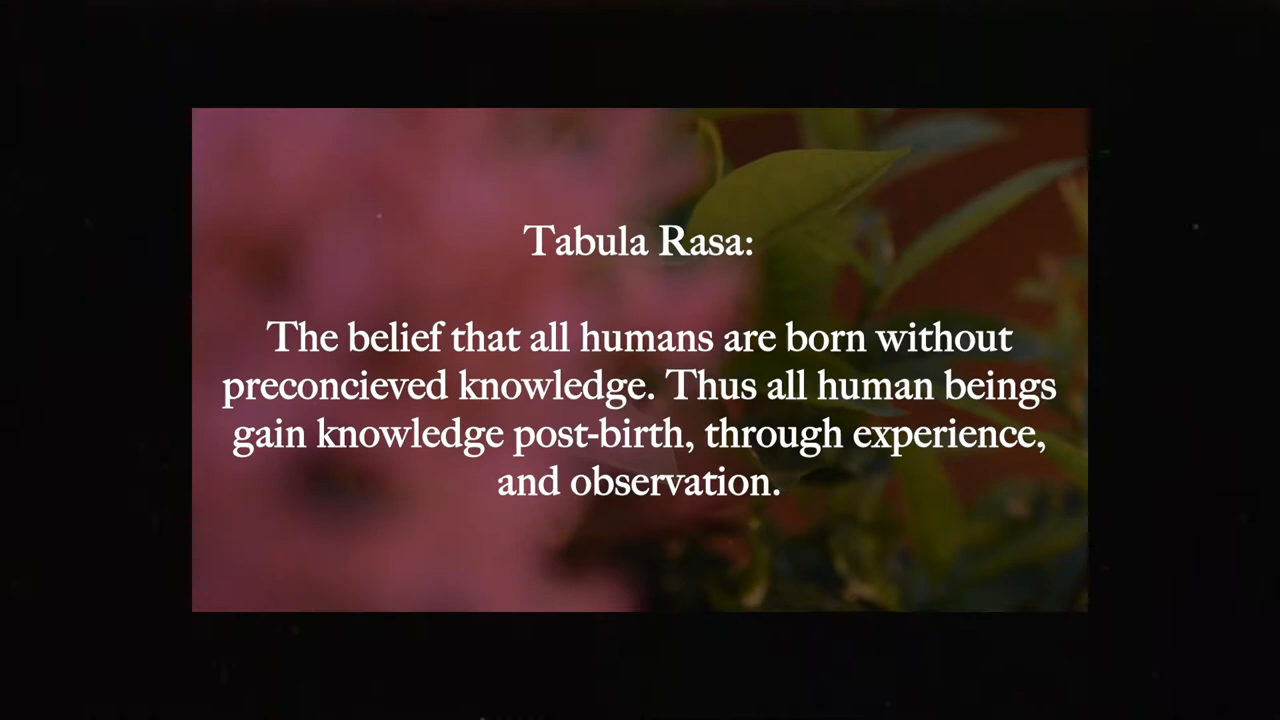 Tabula Rasa:
The belief that all humans are born without
preconcieved knowledge. Thus all human beings
gain knowledge post-birth, through experience,
and observation.